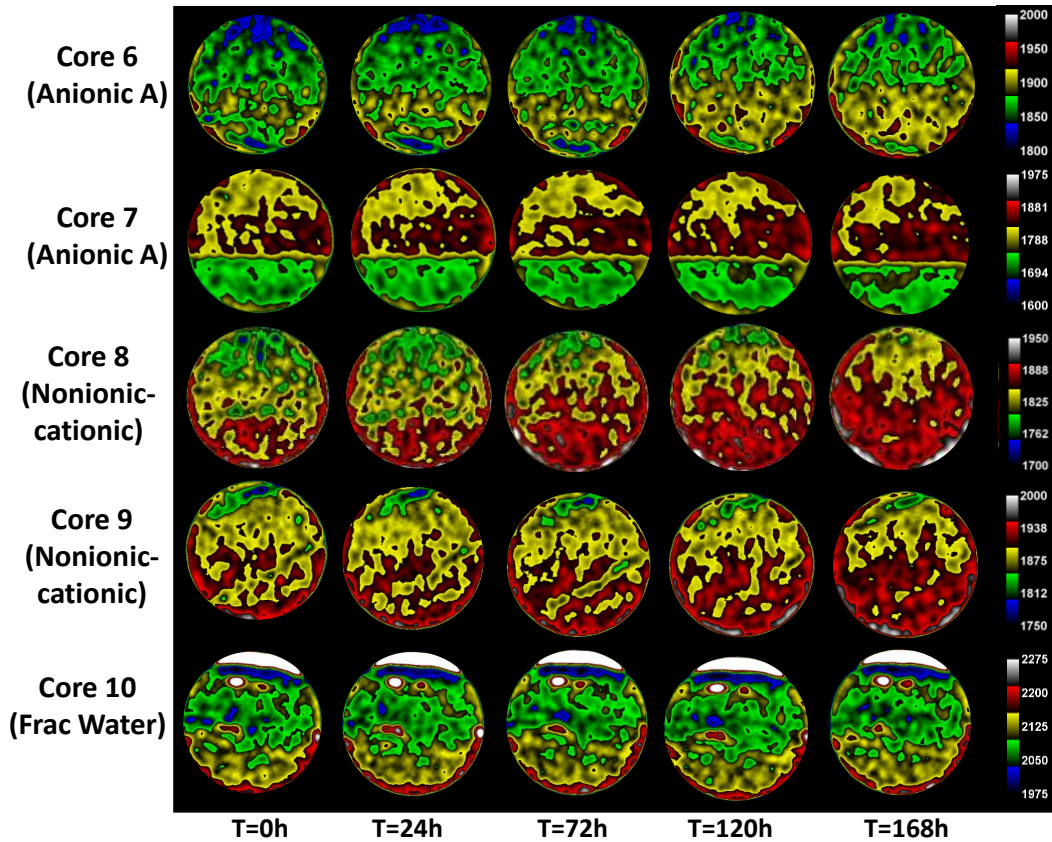 Core 6
(Anionic A)
2000
1950
1900
1850
1800
Core 7
(Anionic A)
1975
1881
1788
1694
1600
Core 8
(Nonionic-
cationic)
1950
1888
1825
1762
1700
Core 9
(Nonionic-
cationic)
2000
1938
1875
1812
1750
Core 10
(Frac Water)
2275
2200
2125
2050
1975
T=0h T=24h T=72h T=120h T=168h